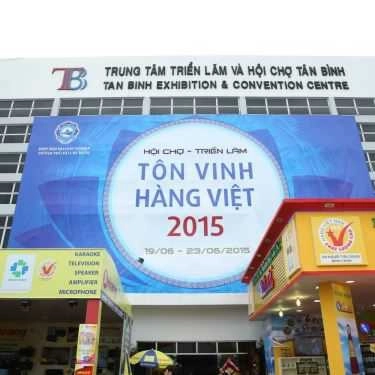 TB
TRUNG TÂM TRIỂN LÃM VÀ HỘI CHỢ TÂN BÌNH
TAN BINH EXHIBITION & CONVENTION CENTRE
HỘI CHỢ - TRIỂN LÃM
TÔN VINH
HÀNG VIỆT
2015
19/06 - 23/06/2015
KARAOKE
TELEVISION
SPEAKER
AMPLIFIER
MICROPHONE